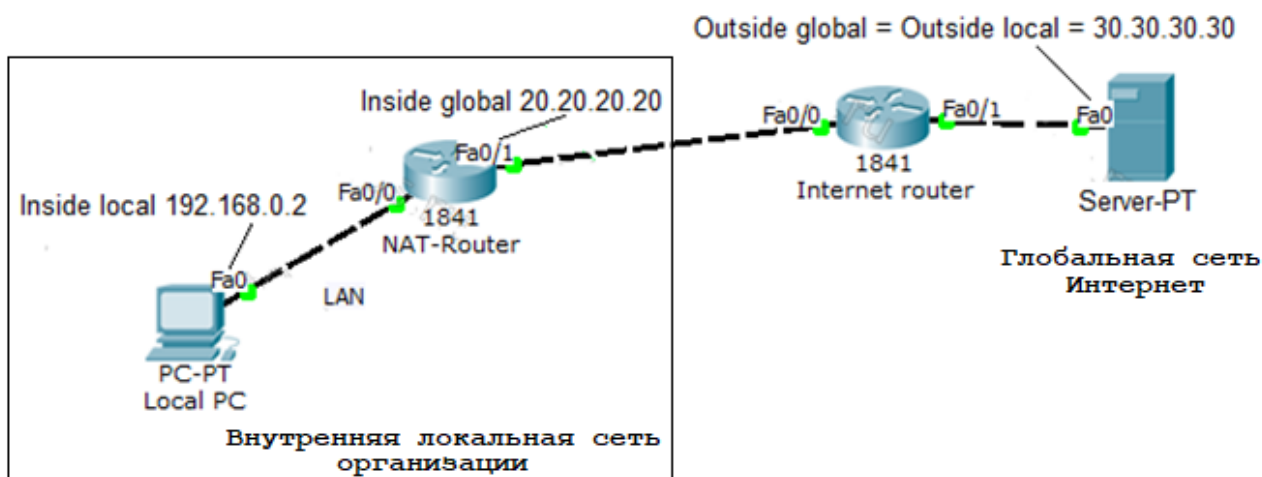 Outside global = Outside local = 30.30.30.30
Inside global 20.20.20.20
Fa0/0
Fa0/1
Fa0
Fa0/1
1841
Internet router
Server-PT
Fa0/0
1841
NAT-Router
Inside local 192.168.0.2
Fa0
LAN
PC-PT
Local PC
Глобальная сеть
Интернет
Внутренняя локальная сеть
организации